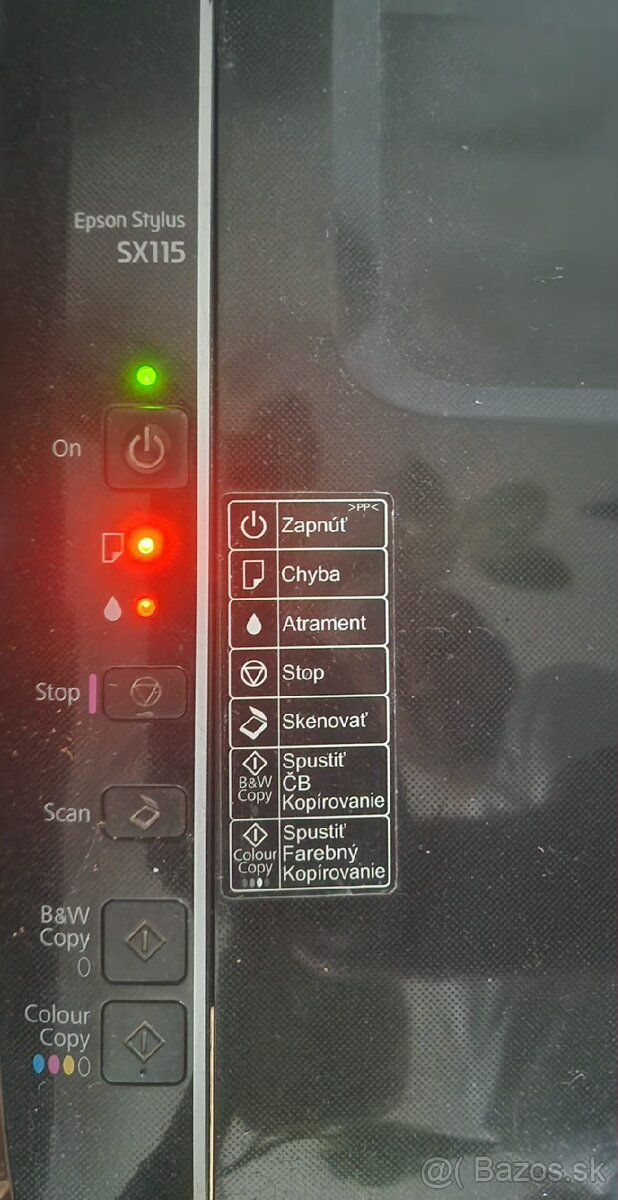 Epson Stylus
SX115
On
Stop
Scan
B&W
Copy
Colour
Copy
>PP<
Zapnúť
Chyba
Atrament
Stop
Skenovať
B&W
Copy
Spustiť
ČB
Kopírovanie
Colour
Copy
Spustiť
Farebný
Kopírovanie
@( Bazos.sk